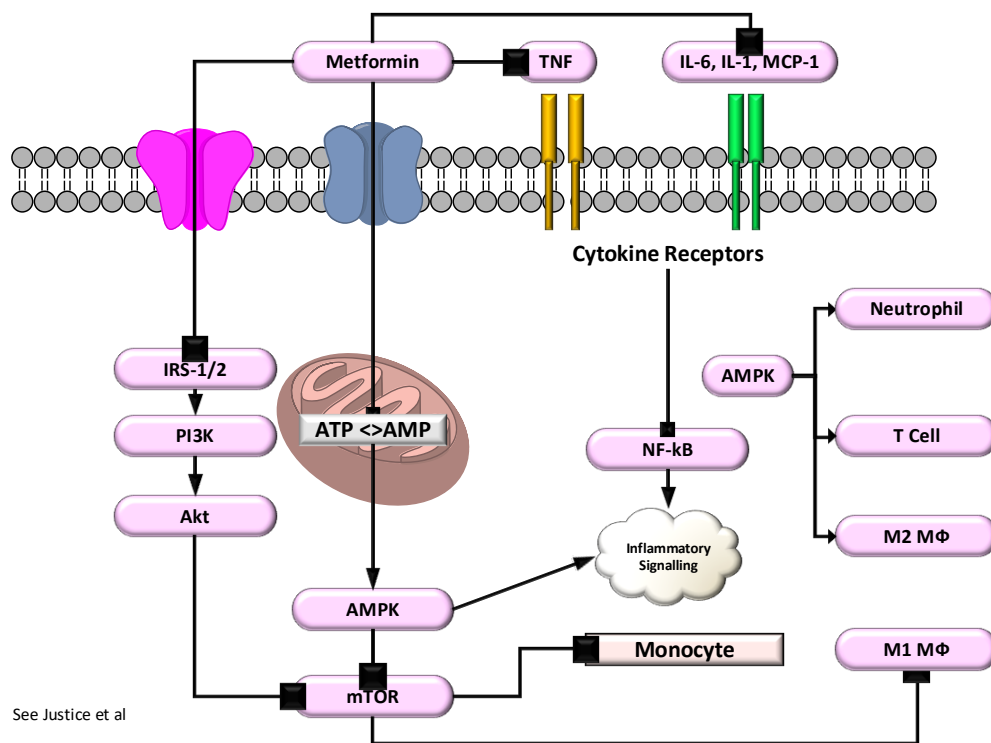 Metformin
TNF
IL-6, IL-1, MCP-1
Cytokine Receptors
Neutrophil
IRS-1/2
AMPK
ATP <>AMP
PI3K
T Cell
NF-kB
Akt
M2 MΦ
Inflammatory
Signalling
AMPK
Monocyte
M1 MΦ
mTOR
See Justice et al